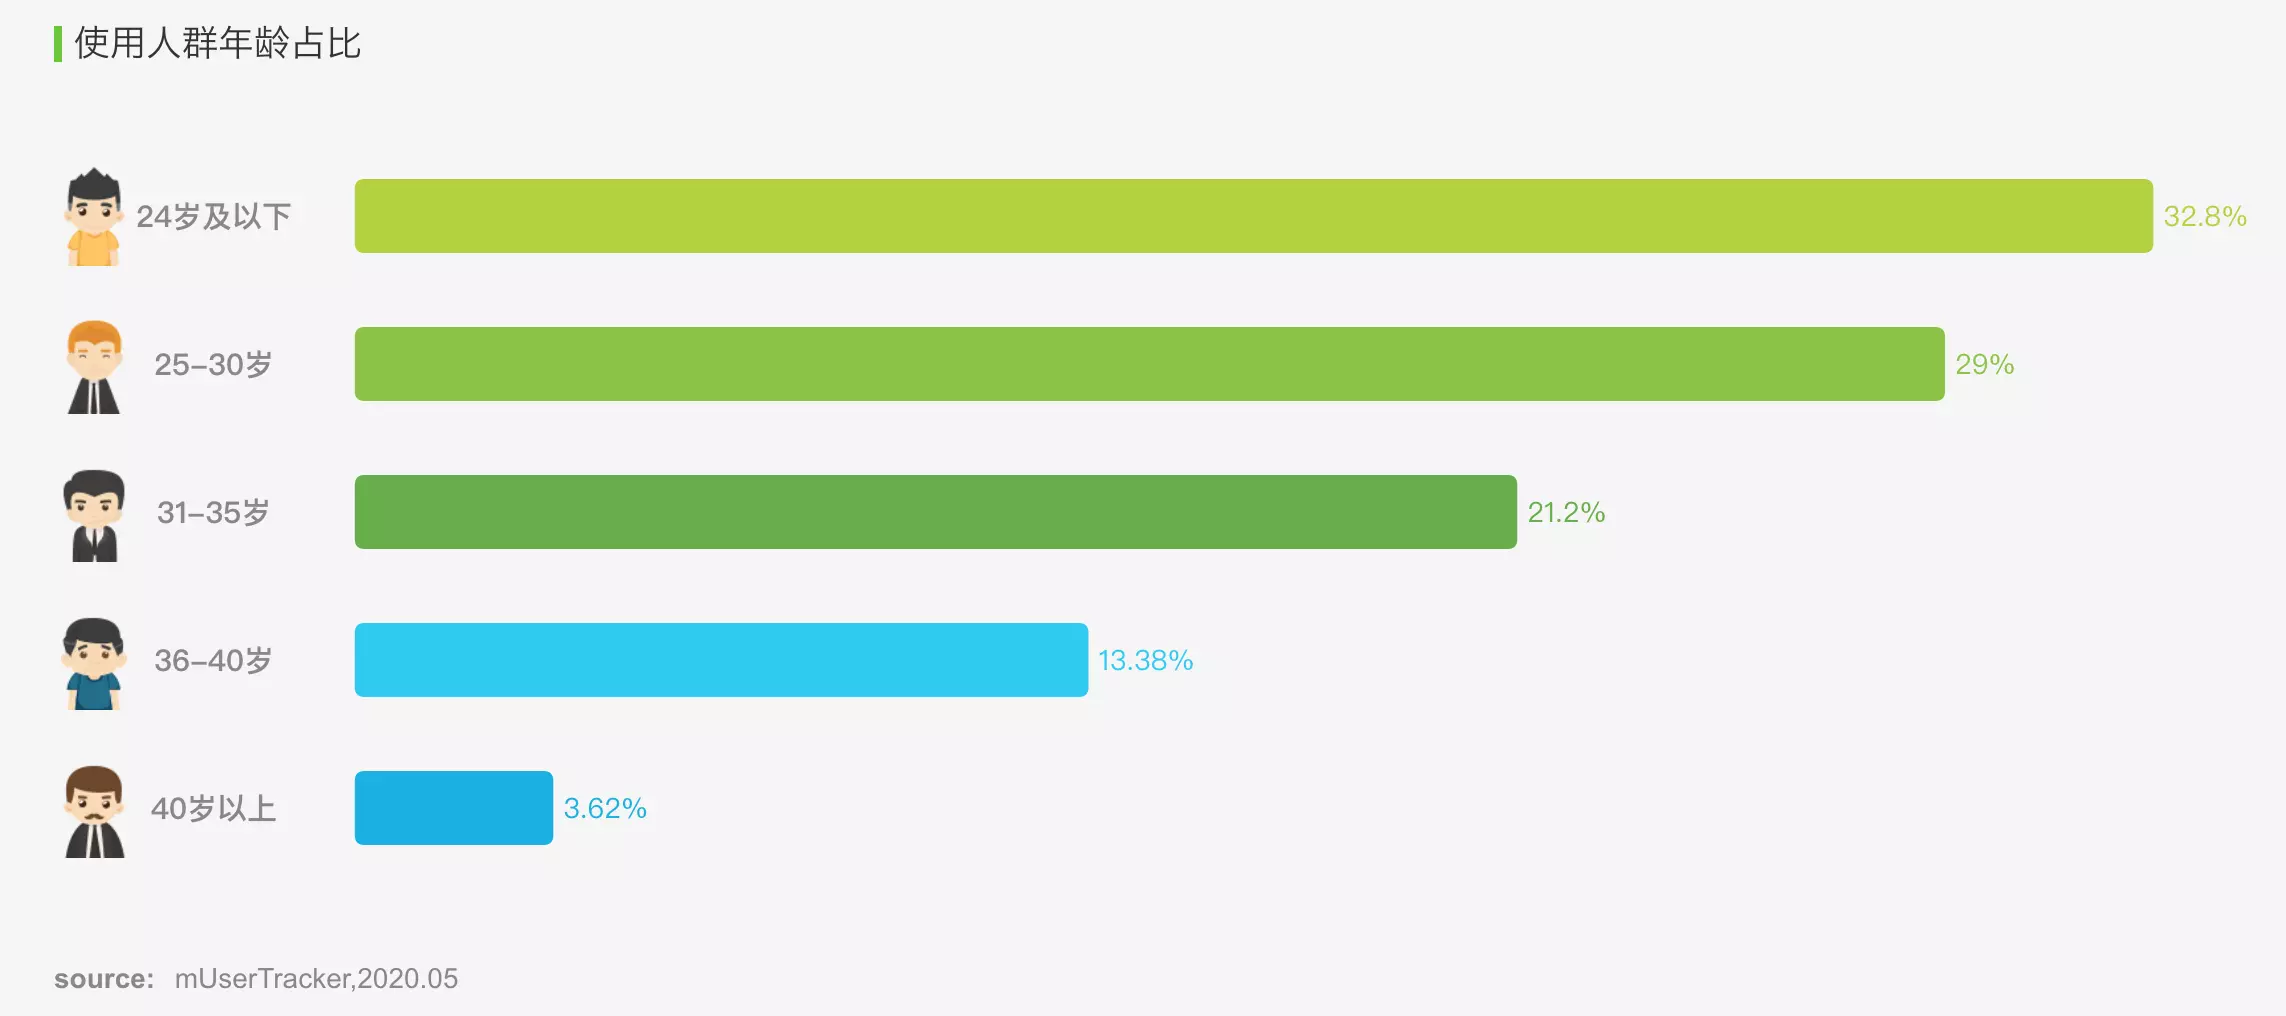 使用人群年龄占比
24岁及以下 32.8%
25-30岁 29%
31-35岁 21.2%
36-40岁 13.38%
40岁以上 3.62%
source: mUserTracker,2020.05